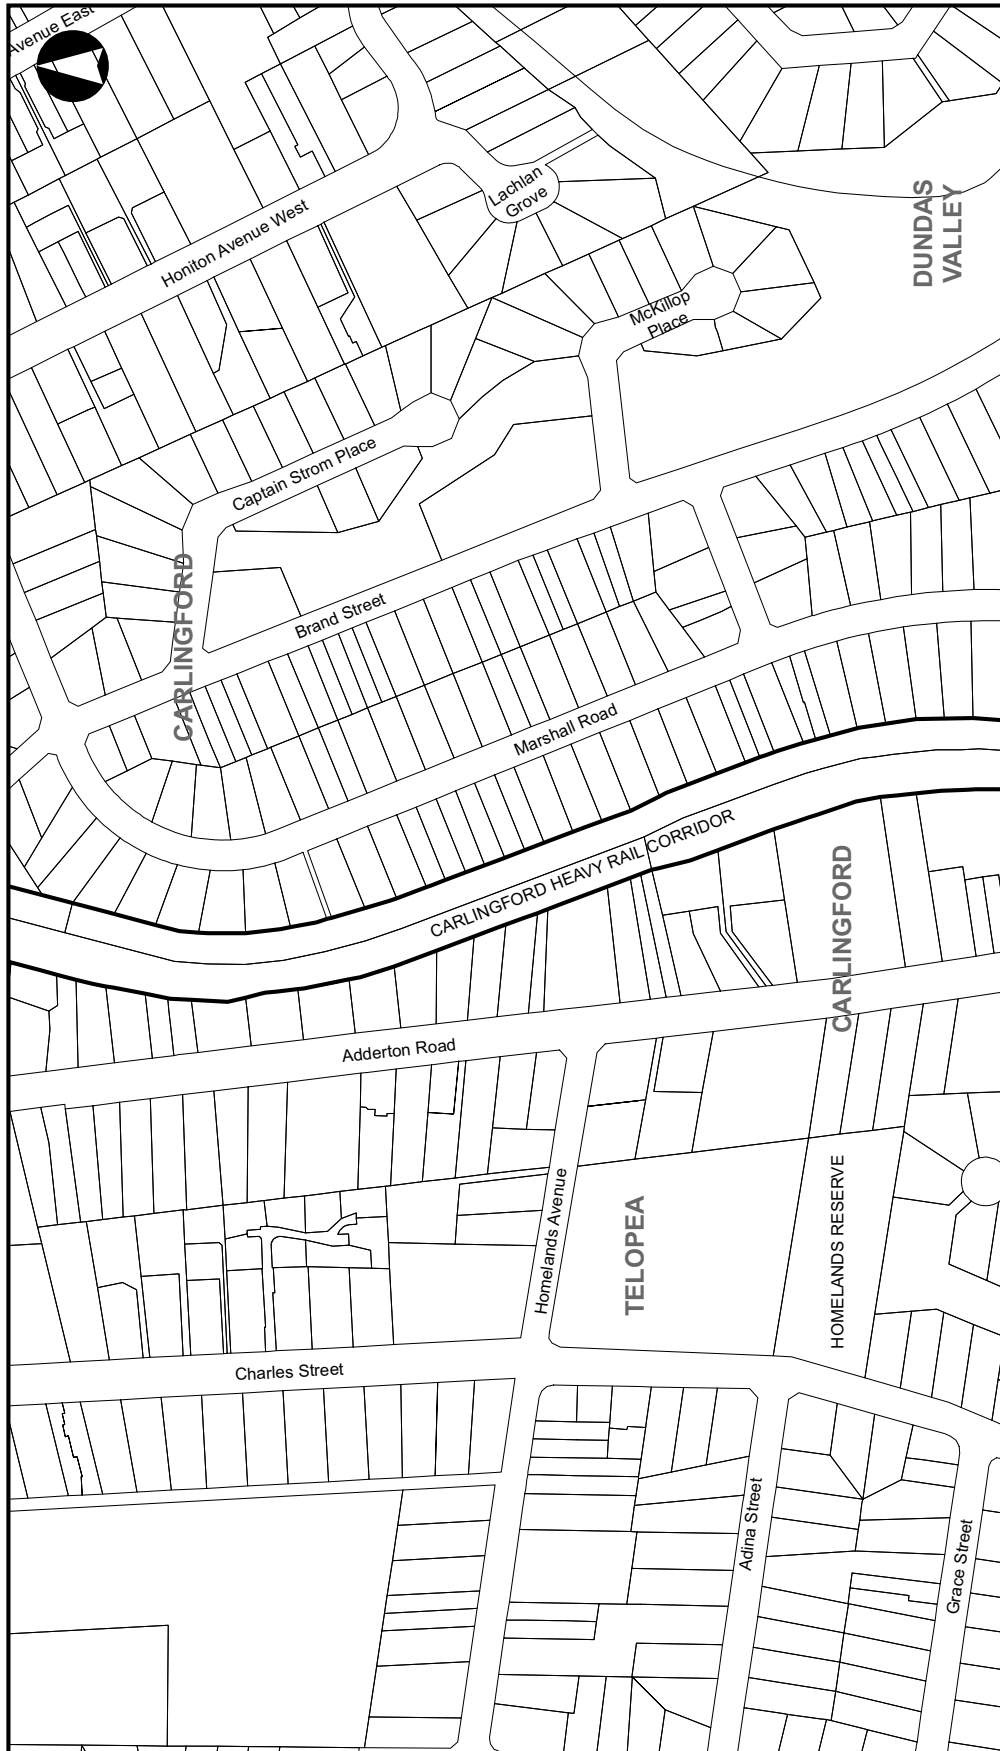 Avenue East
Lachlan
Grove
Honiton Avenue West
DUNDAS
VALLEY
McKillop
Place
Captain Strom Place
CARLINGFORD
Brand Street
Marshall Road
CARLINGFORD HEAVY RAIL CORRIDOR
CARLINGFORD
Adderton Road
Homelands Avenue
TELOPEA
HOMELANDS RESERVE
Charles Street
Adina Street
Grace Street